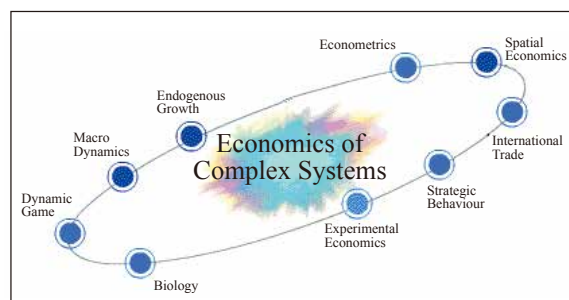 Econometrics
Spatial
Economics
Endogenous
Growth
Economics of
Complex Systems
International
Trade
Macro
Dynamics
Strategic
Behaviour
Dynamic
Game
Experimental
Economics
Biology